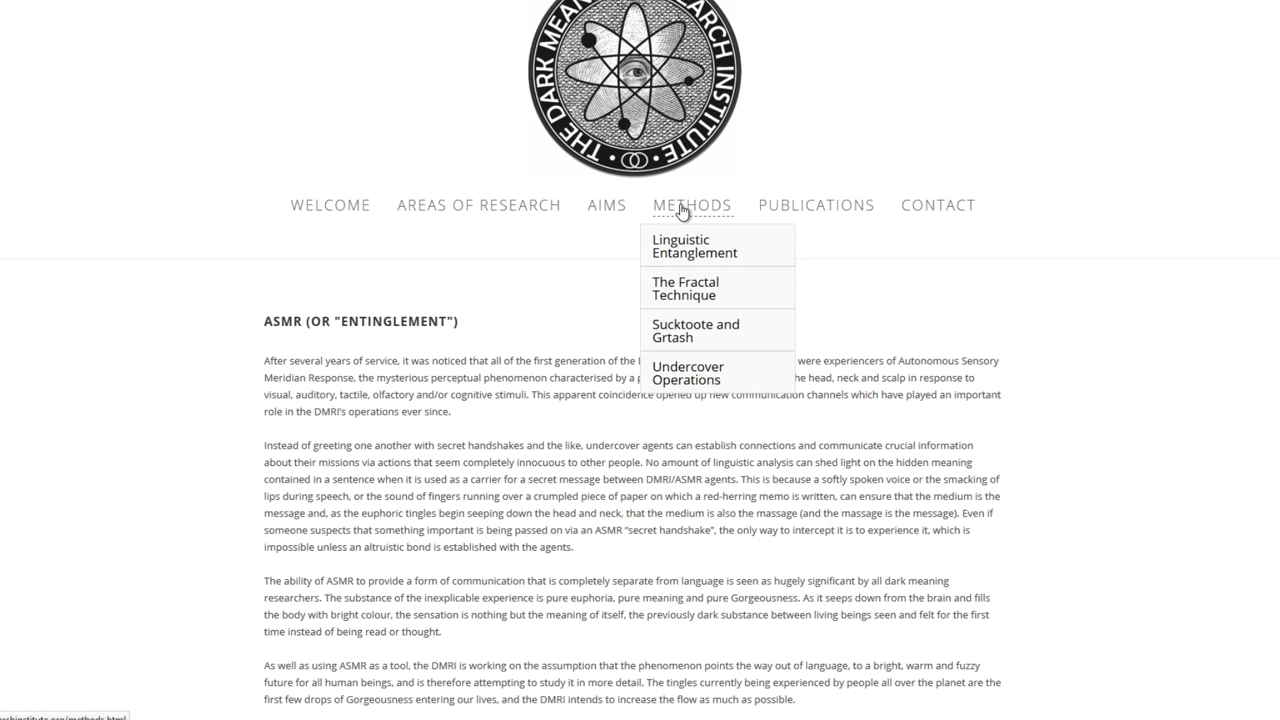 THE DARK MEAN RCH INSTITUTE
WELCOME AREAS OF RESEARCH AIMS METHODS PUBLICATIONS CONTACT
Linguistic
Entanglement
The Fractal
Technique
Sucktoote and
Grtash
Undercover
Operations
ASMR (OR "ENTINGLEMENT")
After several years of service, it was noticed that all of the first generation of the were experiencers of Autonomous Sensory
Meridian Response, the mysterious perceptual phenomenon characterised by a he head, neck and scalp in response to
visual, auditory, tactile, olfactory and/or cognitive stimuli. This apparent coincidence opened up new communication channels which have played an important
role in the DMRI's operations ever since.
Instead of greeting one another with secret handshakes and the like, undercover agents can establish connections and communicate crucial information
about their missions via actions that seem completely innocuous to other people. No amount of linguistic analysis can shed light on the hidden meaning
contained in a sentence when it is used as a carrier for a secret message between DMRI/ASMR agents. This is because a softly spoken voice or the smacking of
lips during speech, or the sound of fingers running over a crumpled piece of paper on which a red-herring memo is written, can ensure that the medium is the
message and, as the euphoric tingles begin seeping down the head and neck, that the medium is also the massage (and the massage is the message). Even if
someone suspects that something important is being passed on via an ASMR “secret handshake”, the only way to intercept it is to experience it, which is
impossible unless an altruistic bond is established with the agents.
The ability of ASMR to provide a form of communication that is completely separate from language is seen as hugely significant by all dark meaning
researchers. The substance of the inexplicable experience is pure euphoria, pure meaning and pure Gorgeousness. As it seeps down from the brain and fills
the body with bright colour, the sensation is nothing but the meaning of itself, the previously dark substance between living beings seen and felt for the first
time instead of being read or thought.
As well as using ASMR as a tool, the DMRI is working on the assumption that the phenomenon points the way out of language, to a bright, warm and fuzzy
future for all human beings, and is therefore attempting to study it in more detail. The tingles currently being experienced by people all over the planet are the
first few drops of Gorgeousness entering our lives, and the DMRI intends to increase the flow as much as possible.